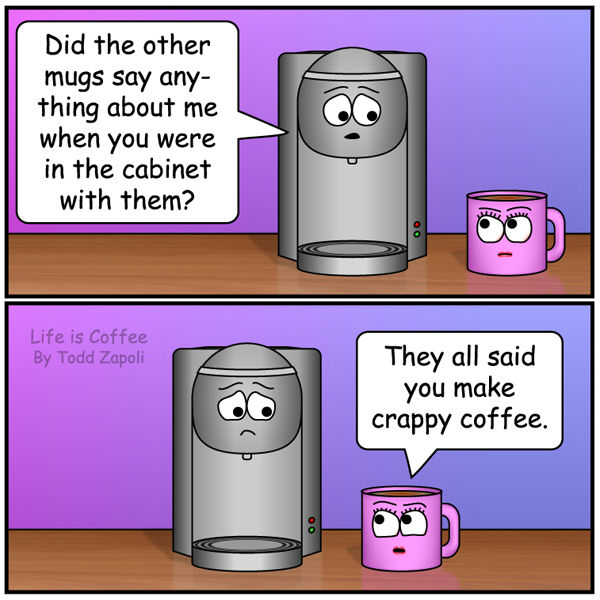 Did the other
mugs say any-
thing about me
when you were
in the cabinet
with them?
Life is Coffee
By Todd Zapoli
They all said
you make
crappy coffee.